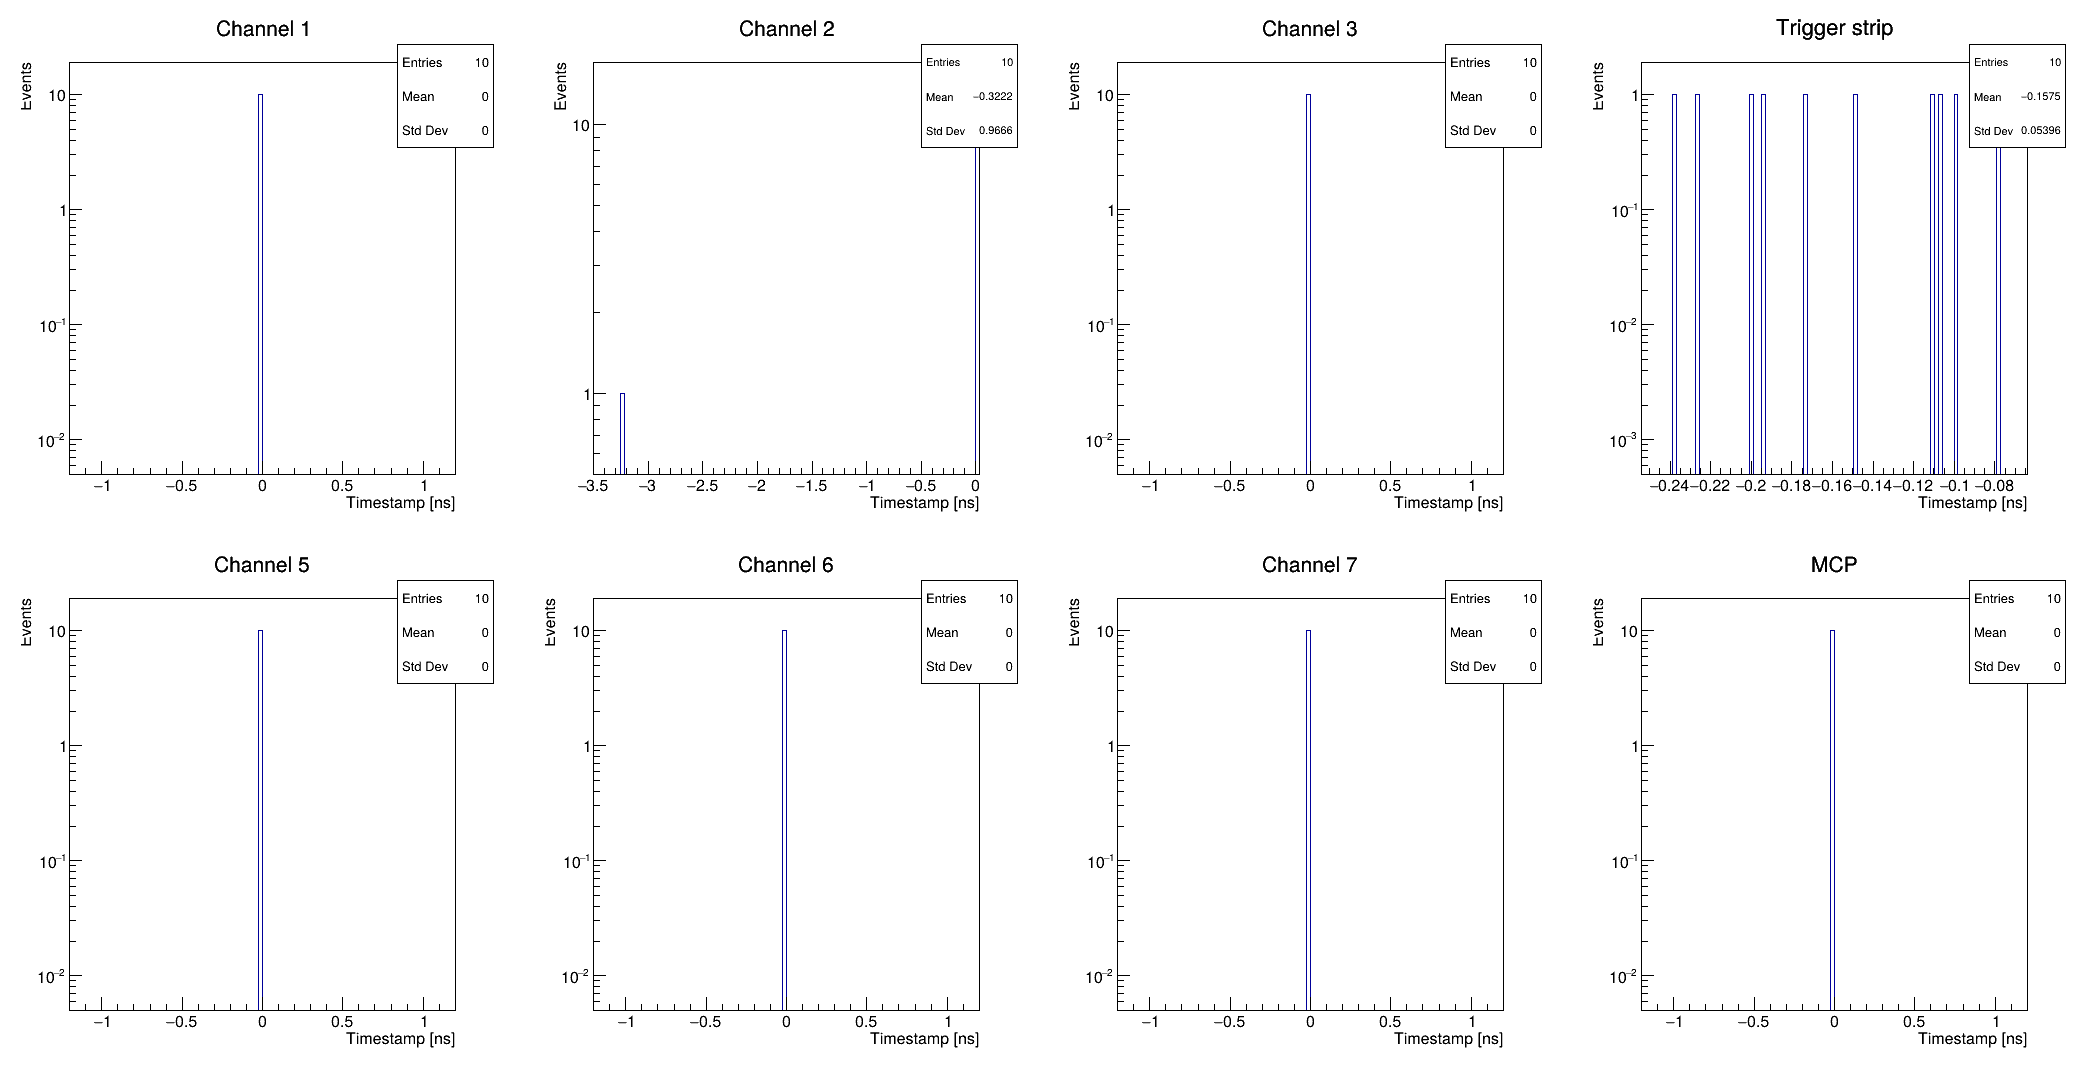 Channel 1
Events
Entries 10
Mean 0
Std Dev 0
10
1
10⁻¹
10⁻²
−1 −0.5 0 0.5 1
Timestamp [ns]
Channel 2
Events
Entries 10
Mean −0.3222
Std Dev 0.9666
10
1
−3.5 −3 −2.5 −2 −1.5 −1 −0.5 0
Timestamp [ns]
Channel 3
Events
Entries 10
Mean 0
Std Dev 0
10
1
10⁻¹
10⁻²
−1 −0.5 0 0.5 1
Timestamp [ns]
Trigger strip
Events
Entries 10
Mean −0.1575
Std Dev 0.05396
1
10⁻¹
10⁻²
10⁻³
−0.24 −0.22 −0.2 −0.18 −0.16 −0.14 −0.12 −0.1 −0.08
Timestamp [ns]
Channel 5
Events
Entries 10
Mean 0
Std Dev 0
10
1
10⁻¹
10⁻²
−1 −0.5 0 0.5 1
Timestamp [ns]
Channel 6
Events
Entries 10
Mean 0
Std Dev 0
10
1
10⁻¹
10⁻²
−1 −0.5 0 0.5 1
Timestamp [ns]
Channel 7
Events
Entries 10
Mean 0
Std Dev 0
10
1
10⁻¹
10⁻²
−1 −0.5 0 0.5 1
Timestamp [ns]
MCP
Events
Entries 10
Mean 0
Std Dev 0
10
1
10⁻¹
10⁻²
−1 −0.5 0 0.5 1
Timestamp [ns]